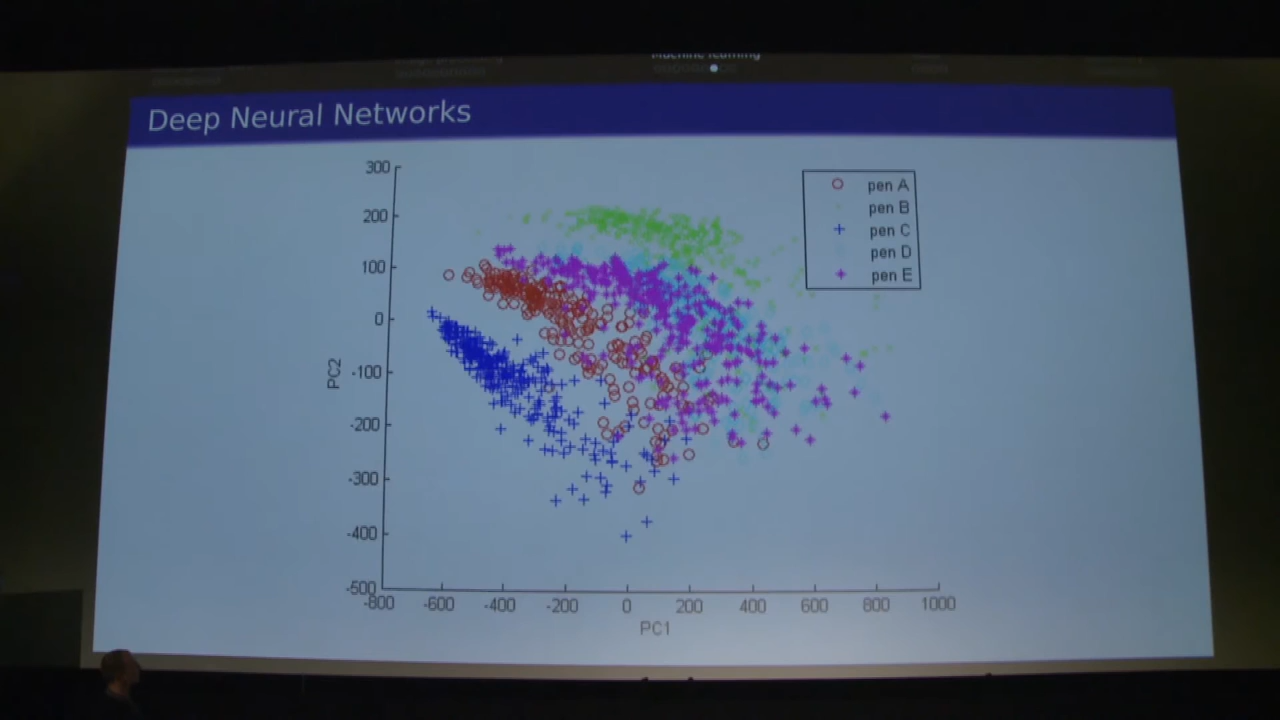 Machine learning
Deep Neural Networks
300
200
100
0
-100
-200
-300
-400
-500
PC2
pen A
pen B
pen C
pen D
pen E
-800 -600 -400 -200 0 200 400 600 800 1000
PC1